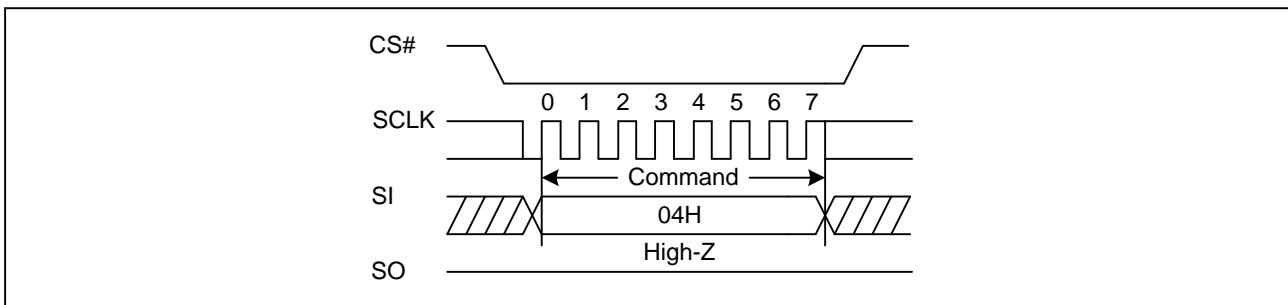 CS#
0 1 2 3 4 5 6 7
SCLK
Command
SI
04H
High-Z
SO